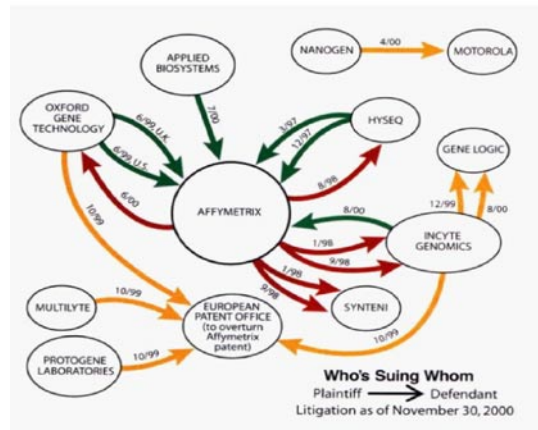 APPLIED
BIOSYSTEMS
NANOGEN
4/00
MOTOROLA
OXFORD
GENE
TECHNOLOGY
6/99, U.K.
6/99, U.S.
7/00
3/97
12/97
HYSEQ
GENE LOGIC
6/00
8/98
AFFYMETRIX
12/99
8/00
8/00
10/99
1/98
9/98
INCYTE
GENOMICS
1/98
9/98
SYNTENI
MULTILYTE
10/99
EUROPEAN
PATENT OFFICE
(to overturn
Affymetrix
patent)
10/99
PROTOGENE
LABORATORIES
10/99
Who's Suing Whom
Plaintiff Defendant
Litigation as of November 30, 2000